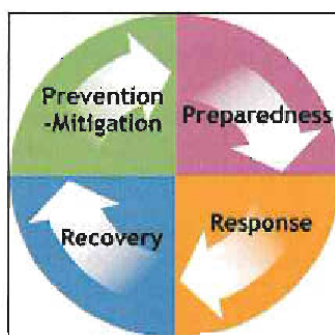 Prevention
-Mitigation
Preparedness
Response
Recovery